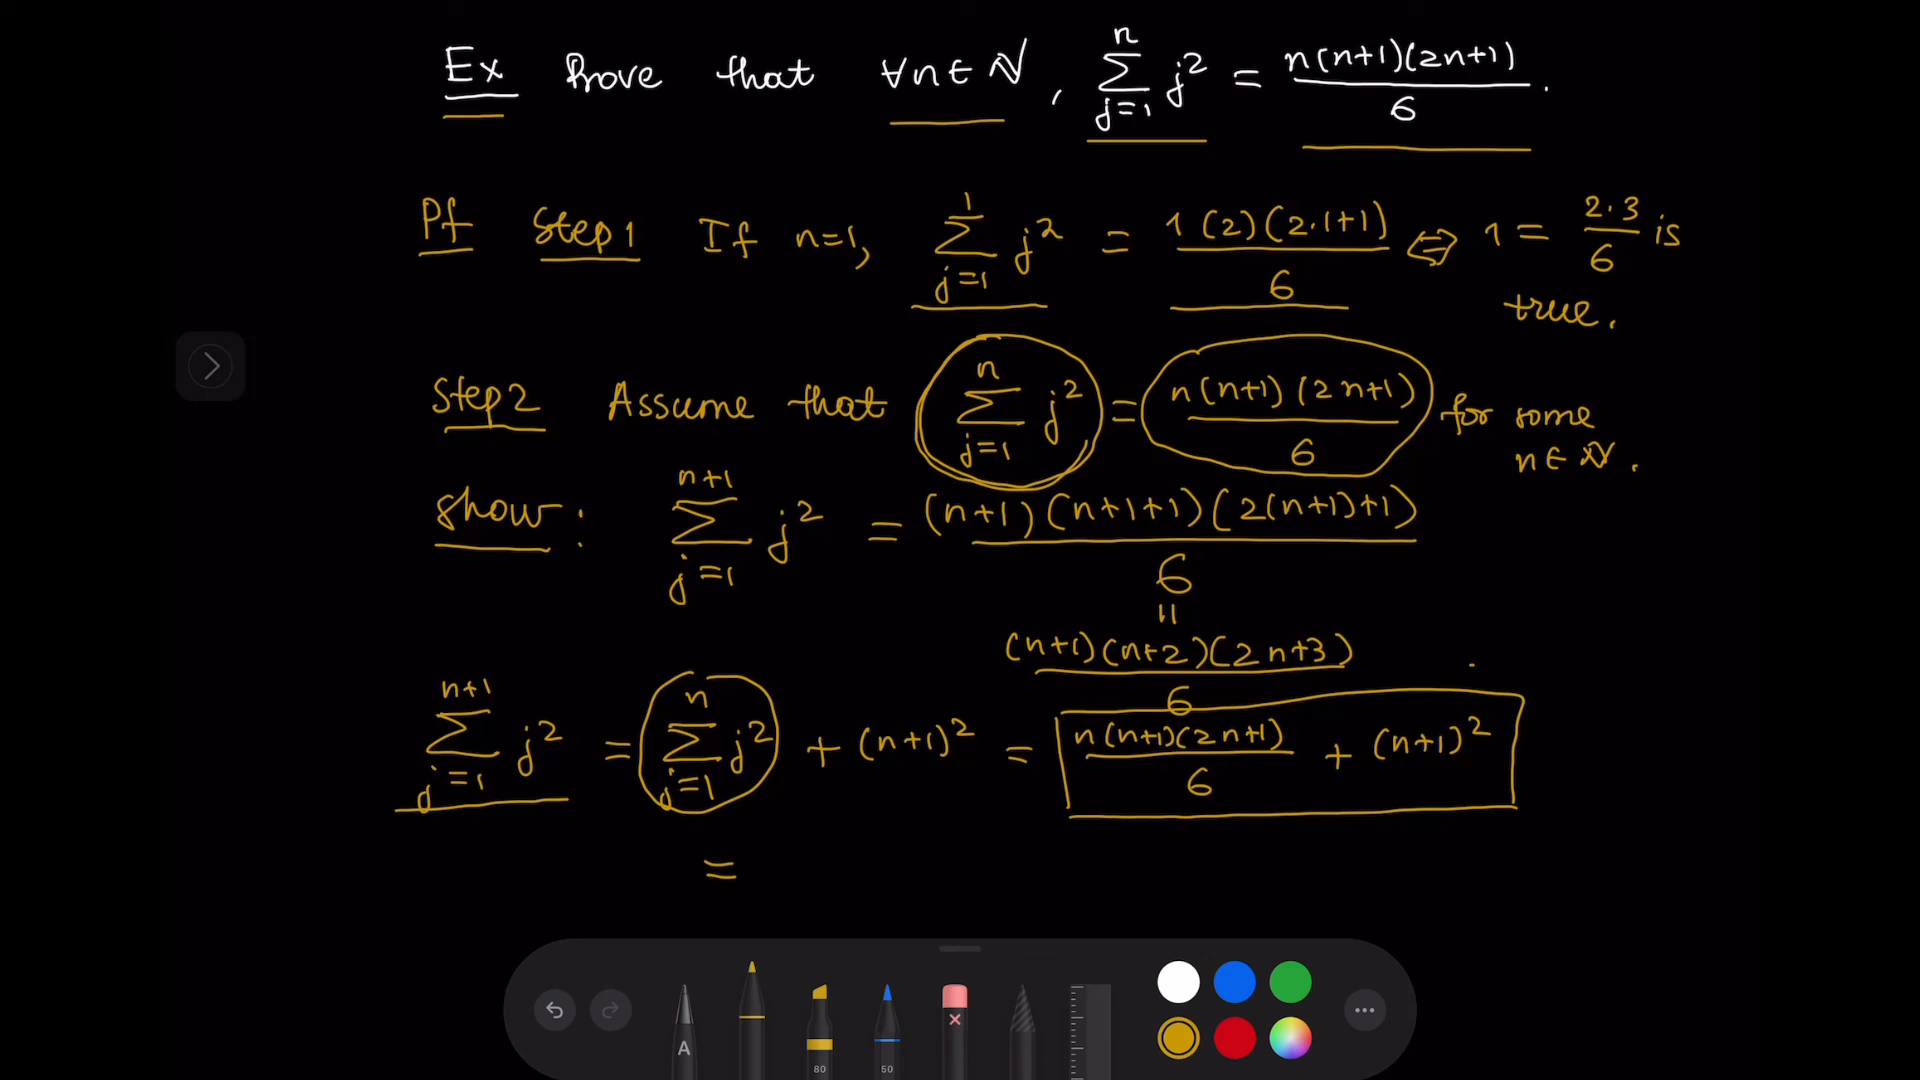 Ex Prove that ∀n∈ℕ, ∑_{j=1}^{n} j² = n(n+1)(2n+1)/6.
Pf Step 1 If n=1, ∑_{j=1}^{1} j² = 1(2)(2·1+1)/6 ⇔ 1 = 2·3/6 is
true.
Step 2 Assume that ∑_{j=1}^{n} j² = n(n+1)(2n+1)/6 for some
n∈ℕ.
Show: ∑_{j=1}^{n+1} j² = (n+1)(n+1+1)(2(n+1)+1)/6
=
(n+1)(n+2)(2n+3)/6
∑_{j=1}^{n+1} j² = ∑_{j=1}^{n} j² + (n+1)² = n(n+1)(2n+1)/6 + (n+1)²
=
A 80 50